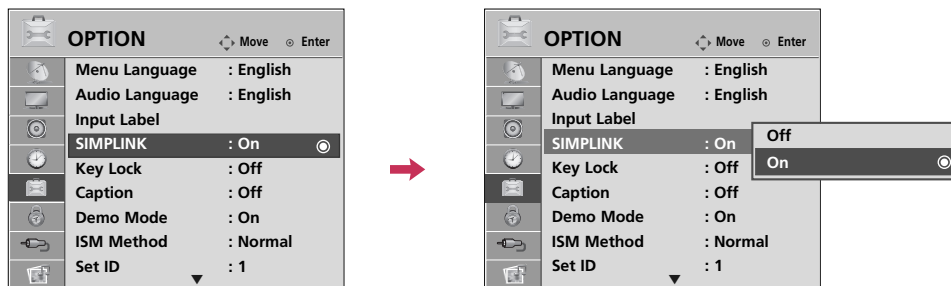 OPTION Move Enter
Menu Language : English
Audio Language : English
Input Label
SIMPLINK : On
Key Lock : Off
Caption : Off
Demo Mode : On
ISM Method : Normal
Set ID : 1
OPTION Move Enter
Menu Language : English
Audio Language : English
Input Label
SIMPLINK : On
Key Lock : Off
Caption : Off
Demo Mode : On
ISM Method : Normal
Set ID : 1
Off
On